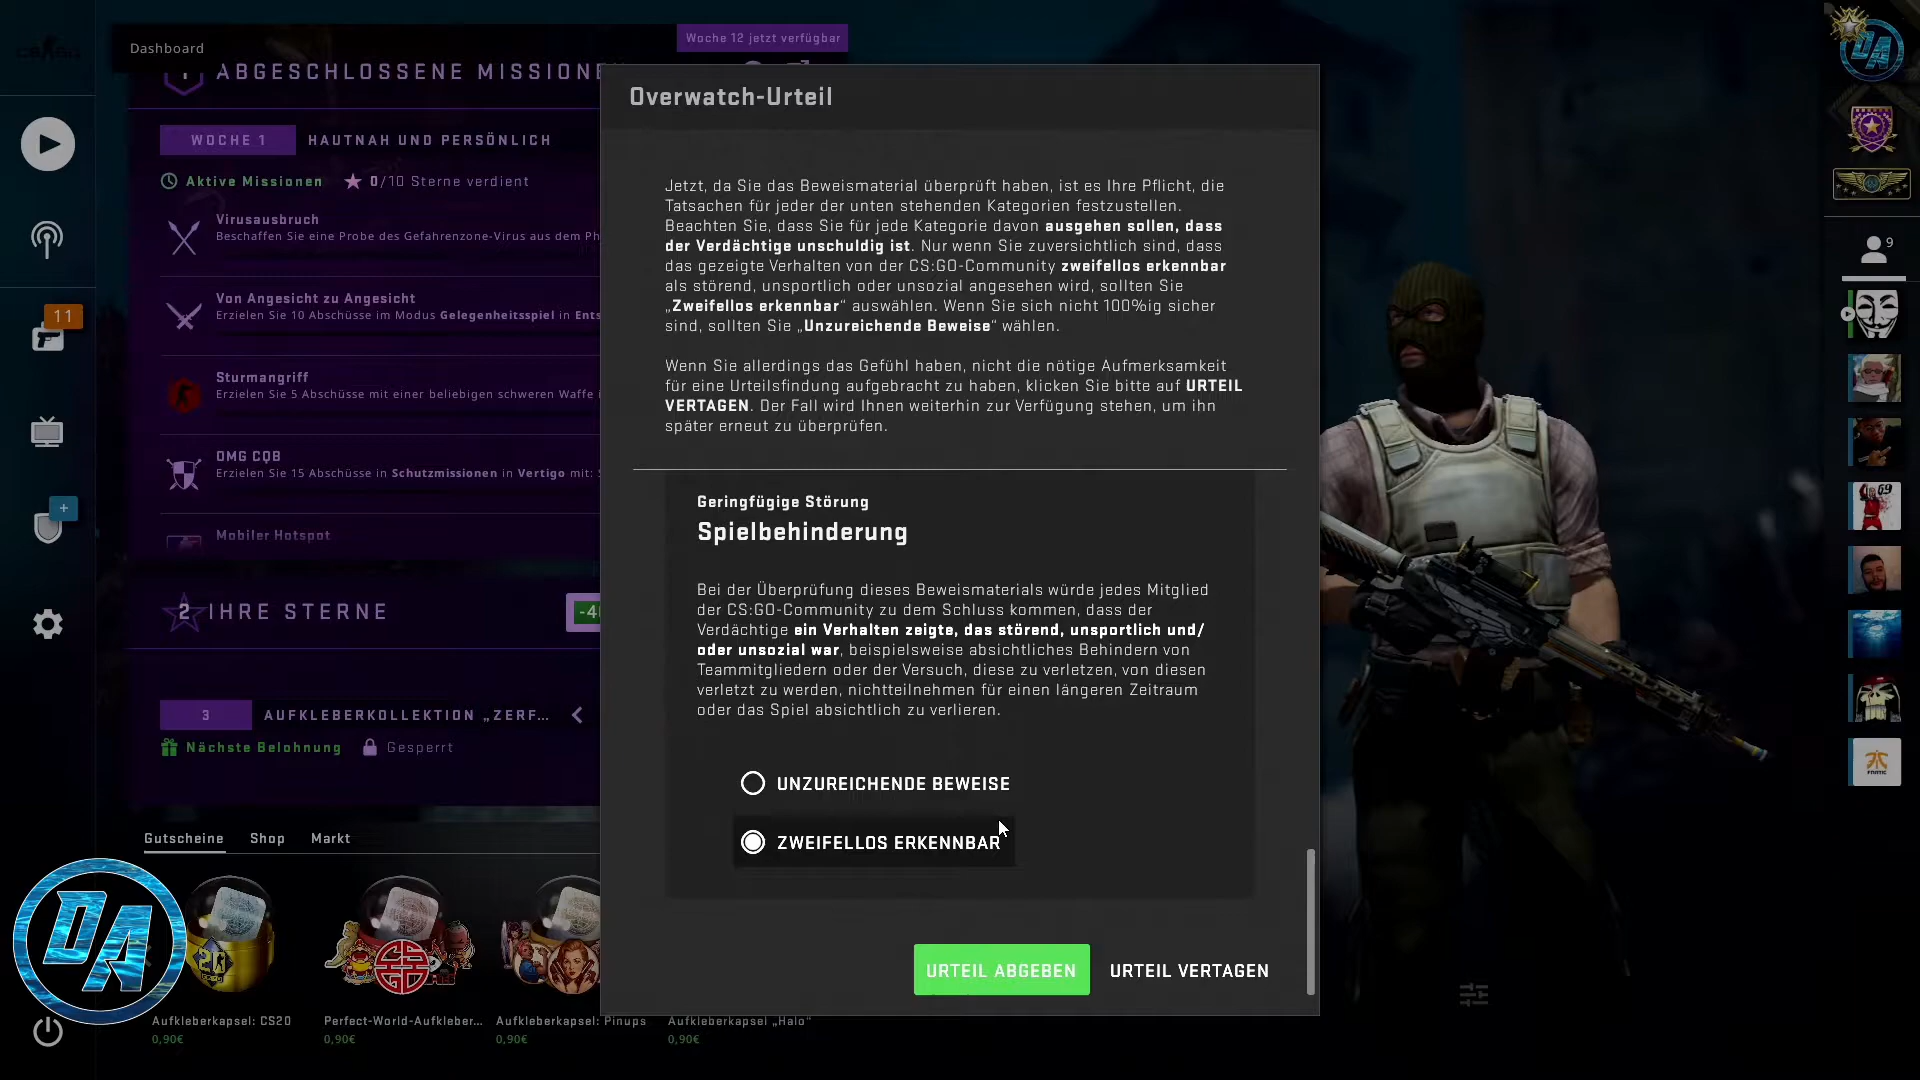 Dashboard
Woche 12 jetzt verfügbar
1 ABGESCHLOSSENE MISSIONE
WOCHE 1 HAUTNAH UND PERSÖNLICH
Aktive Missionen 0/10 Sterne verdient
Virusausbruch
Beschaffen Sie eine Probe des Gefahrenzone-Virus aus dem Ph
Von Angesicht zu Angesicht
Erzielen Sie 10 Abschüsse im Modus Gelegenheitsspiel in Ents
Sturmangriff
Erzielen Sie 5 Abschüsse mit einer beliebigen schweren Waffe i
OMG CQB
Erzielen Sie 15 Abschüsse in Schutzmissionen in Vertigo mit: S
Mobiler Hotspot
2 IHRE STERNE
3 AUFKLEBERKOLLEKTION „ZERF...
Nächste Belohnung Gesperrt
Gutscheine Shop Markt
Aufkleberkapsel: CS20
0,90€
Perfect-World-Aufkleber...
0,90€
Aufkleberkapsel: Pinups
0,90€
Aufkleberkapsel „Halo“
0,90€
11
+
DA
Overwatch-Urteil
Jetzt, da Sie das Beweismaterial überprüft haben, ist es Ihre Pflicht, die
Tatsachen für jeder der unten stehenden Kategorien festzustellen.
Beachten Sie, dass Sie für jede Kategorie davon ausgehen sollen, dass
der Verdächtige unschuldig ist. Nur wenn Sie zuversichtlich sind, dass
das gezeigte Verhalten von der CS:GO-Community zweifellos erkennbar
als störend, unsportlich oder unsozial angesehen wird, sollten Sie
„Zweifellos erkennbar“ auswählen. Wenn Sie sich nicht 100%ig sicher
sind, sollten Sie „Unzureichende Beweise“ wählen.
Wenn Sie allerdings das Gefühl haben, nicht die nötige Aufmerksamkeit
für eine Urteilsfindung aufgebracht zu haben, klicken Sie bitte auf URTEIL
VERTAGEN. Der Fall wird Ihnen weiterhin zur Verfügung stehen, um ihn
später erneut zu überprüfen.
Geringfügige Störung
Spielbehinderung
Bei der Überprüfung dieses Beweismaterials würde jedes Mitglied
der CS:GO-Community zu dem Schluss kommen, dass der
Verdächtige ein Verhalten zeigte, das störend, unsportlich und/
oder unsozial war, beispielsweise absichtliches Behindern von
Teammitgliedern oder der Versuch, diese zu verletzen, von diesen
verletzt zu werden, nichtteilnehmen für einen längeren Zeitraum
oder das Spiel absichtlich zu verlieren.
UNZUREICHENDE BEWEISE
ZWEIFELLOS ERKENNBAR
URTEIL ABGEBEN URTEIL VERTAGEN
DA
9
69
FNATIC